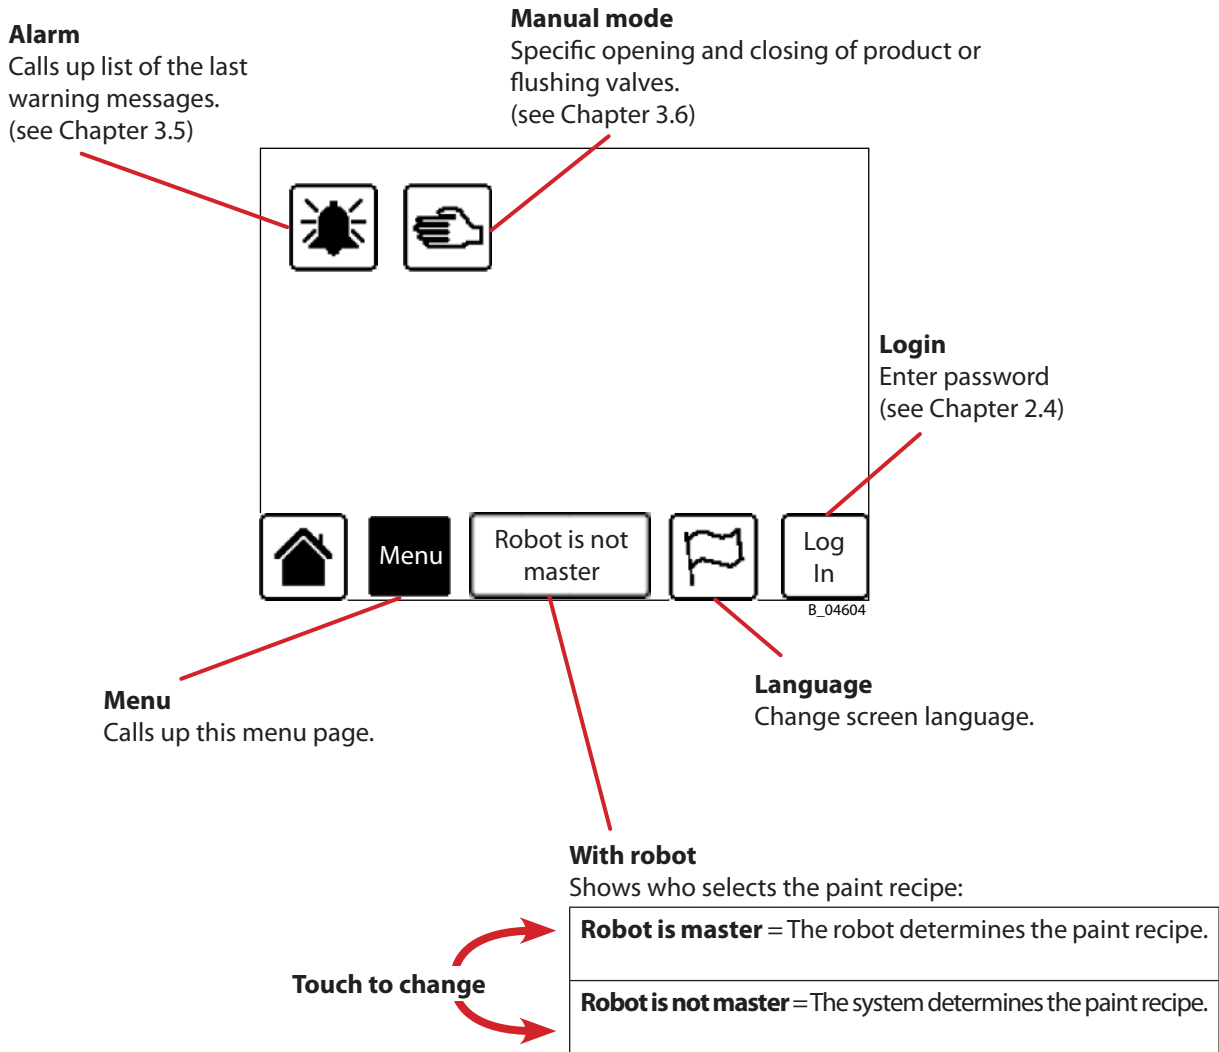 Alarm
Calls up list of the last
warning messages.
(see Chapter 3.5)
Manual mode
Specific opening and closing of product or
flushing valves.
(see Chapter 3.6)
Login
Enter password
(see Chapter 2.4)
Menu
Robot is not
master
Log
In
B_04604
Menu
Calls up this menu page.
Language
Change screen language.
With robot
Shows who selects the paint recipe:
Touch to change
Robot is master = The robot determines the paint recipe.
Robot is not master = The system determines the paint recipe.